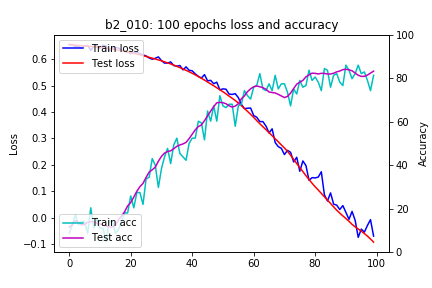 b2_010: 100 epochs loss and accuracy
Train loss
Test loss
Train acc
Test acc
Loss
Accuracy
0.6
0.5
0.4
0.3
0.2
0.1
0.0
−0.1
100
80
60
40
20
0
0
20
40
60
80
100